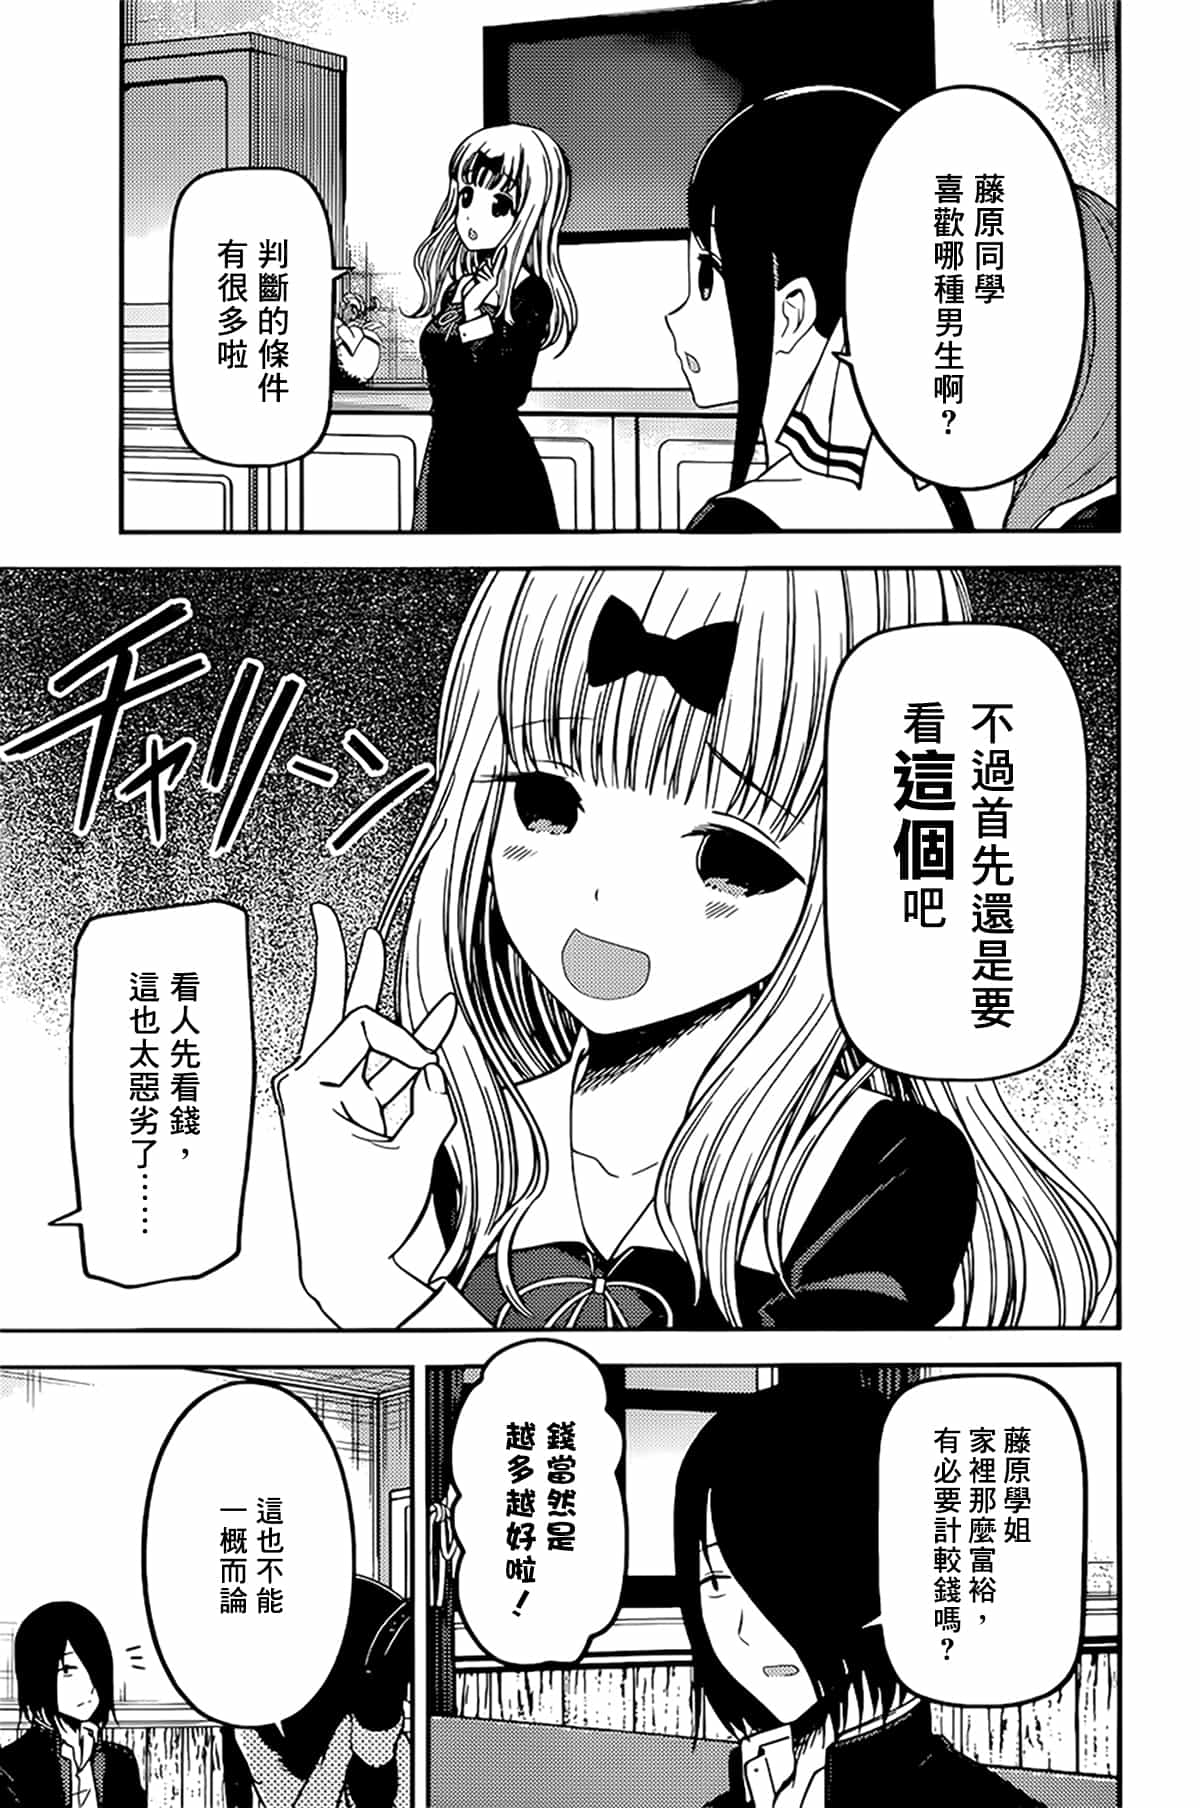 藤原同學
喜歡哪種男生啊？
判斷的條件
有很多啦
不過首先還是要
看這個吧
チャリーン
看人先看錢，
這也太惡劣了……
藤原學姐
家裡那麼富裕，
有必要計較錢嗎？
錢當然是
越多越好啦！
這也不能
一概而論